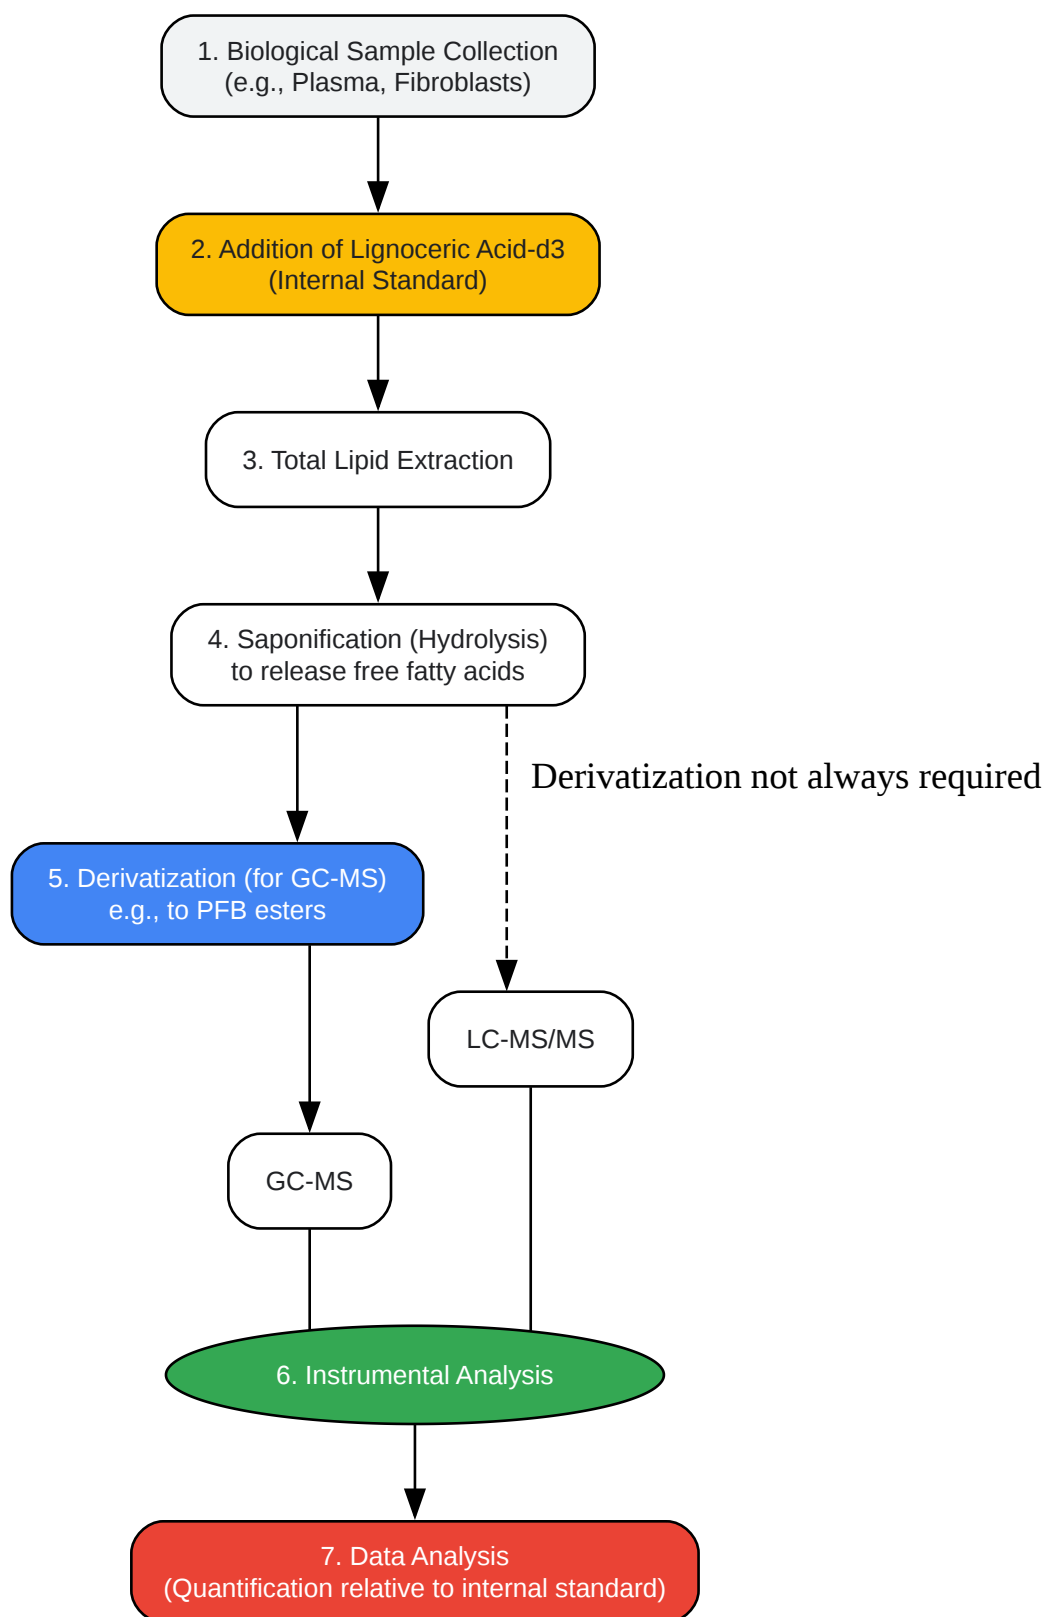 1. Biological Sample Collection
(e.g., Plasma, Fibroblasts)
2. Addition of Lignoceric Acid-d3
(Internal Standard)
3. Total Lipid Extraction
4. Saponification (Hydrolysis)
to release free fatty acids
Derivatization not always required
5. Derivatization (for GC-MS)
e.g., to PFB esters
LC-MS/MS
GC-MS
6. Instrumental Analysis
7. Data Analysis
(Quantification relative to internal standard)